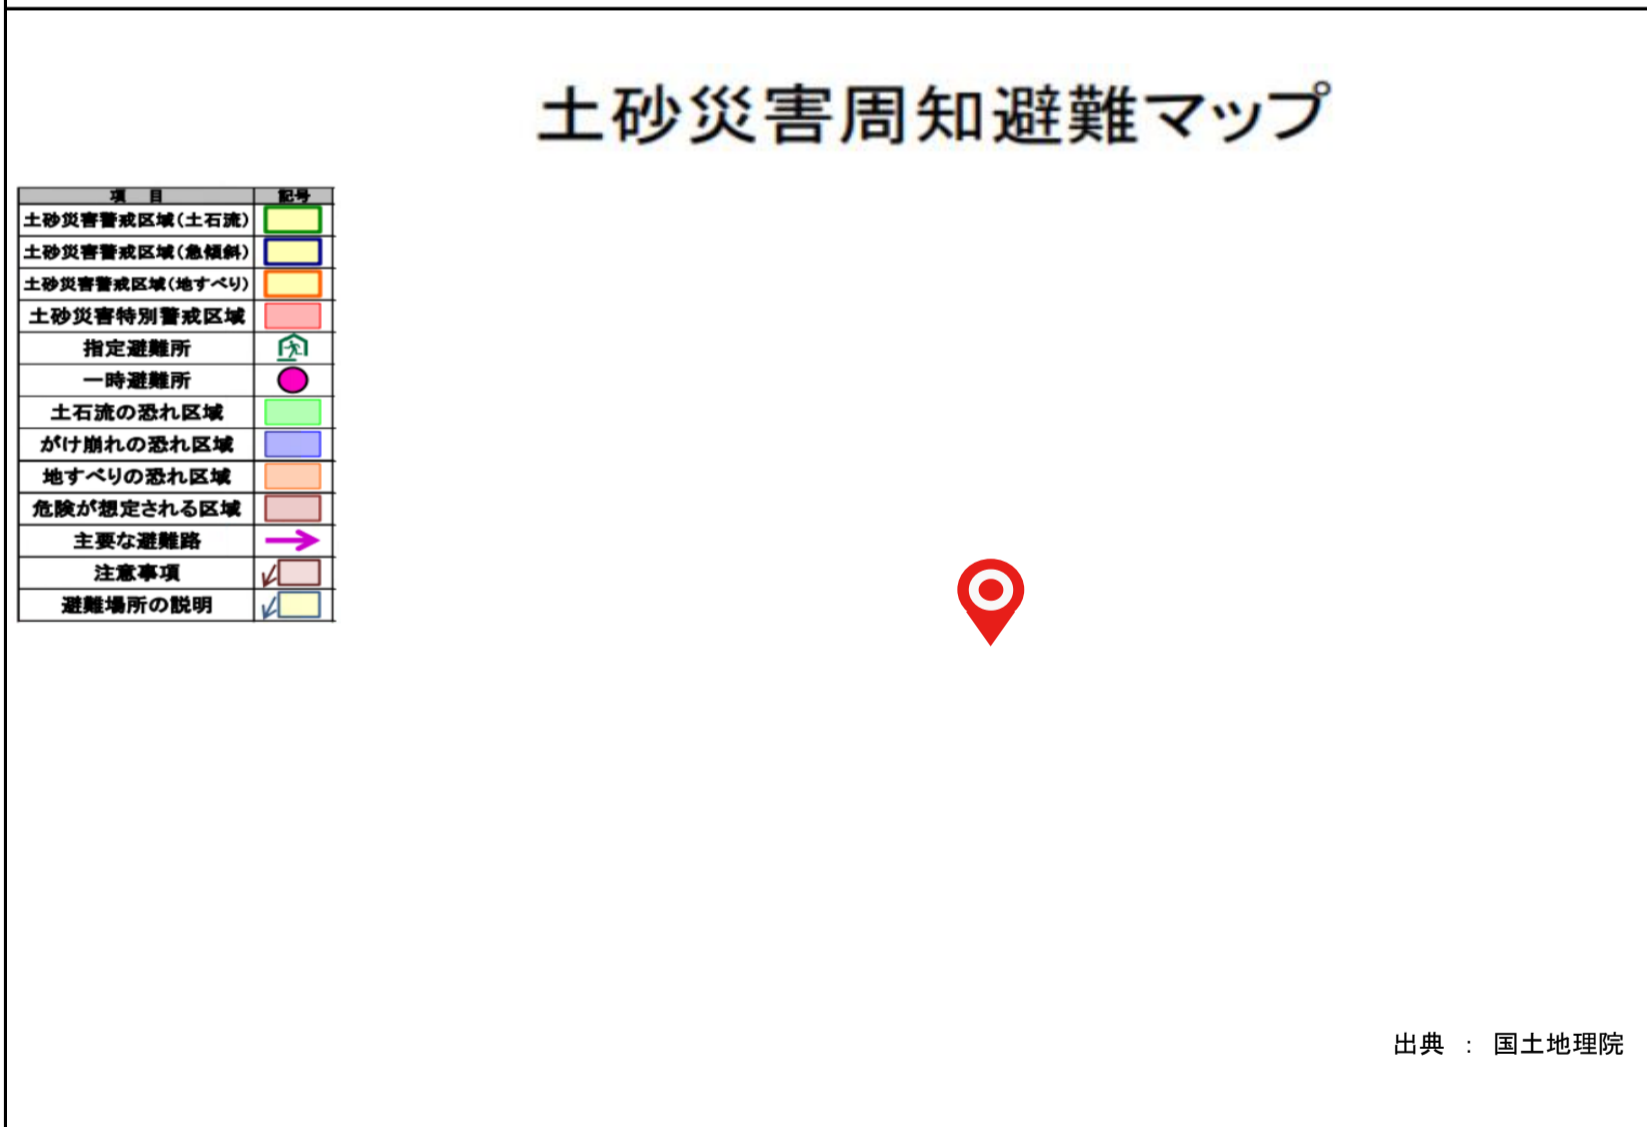 土砂災害周知避難マップ
項　目 記号
土砂災害警戒区域(土石流)
土砂災害警戒区域(急傾斜)
土砂災害警戒区域(地すべり)
土砂災害特別警戒区域
指定避難所
一時避難所
土石流の恐れ区域
がけ崩れの恐れ区域
地すべりの恐れ区域
危険が想定される区域
主要な避難路
注意事項
避難場所の説明
出典 : 国土地理院